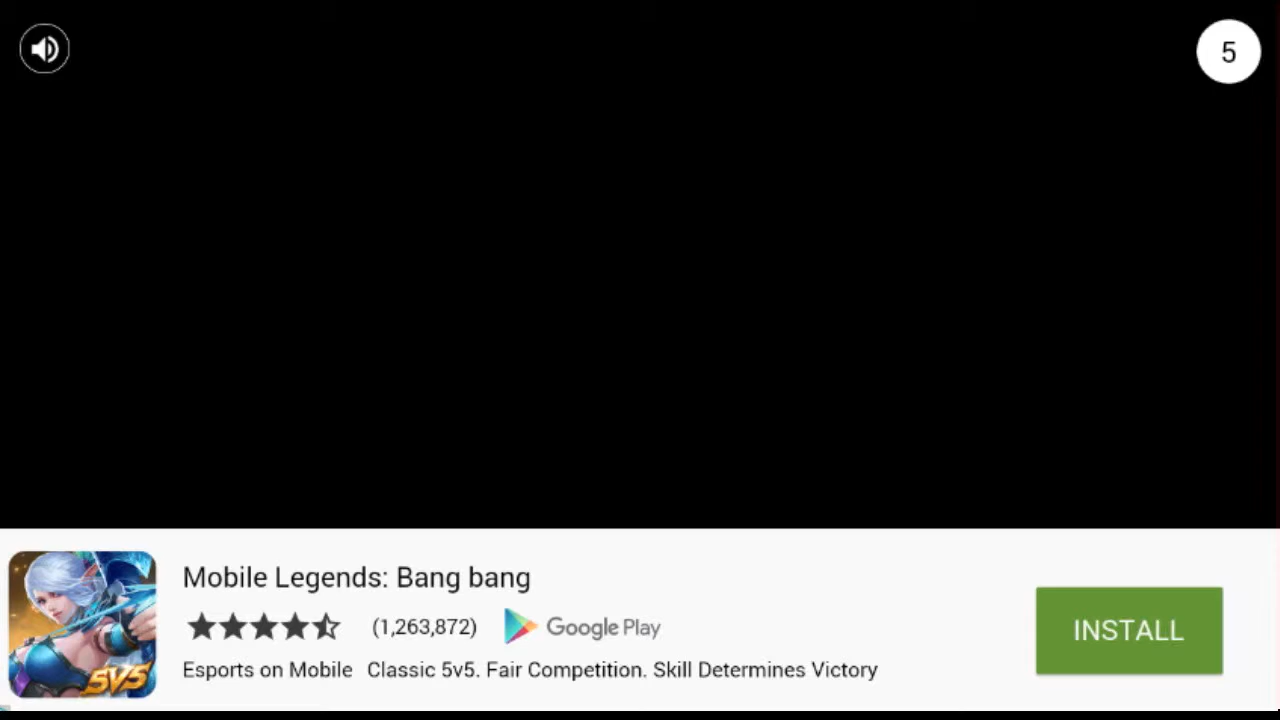 5
Mobile Legends: Bang bang
(1,263,872) Google Play
Esports on Mobile Classic 5v5. Fair Competition. Skill Determines Victory
INSTALL
5V5